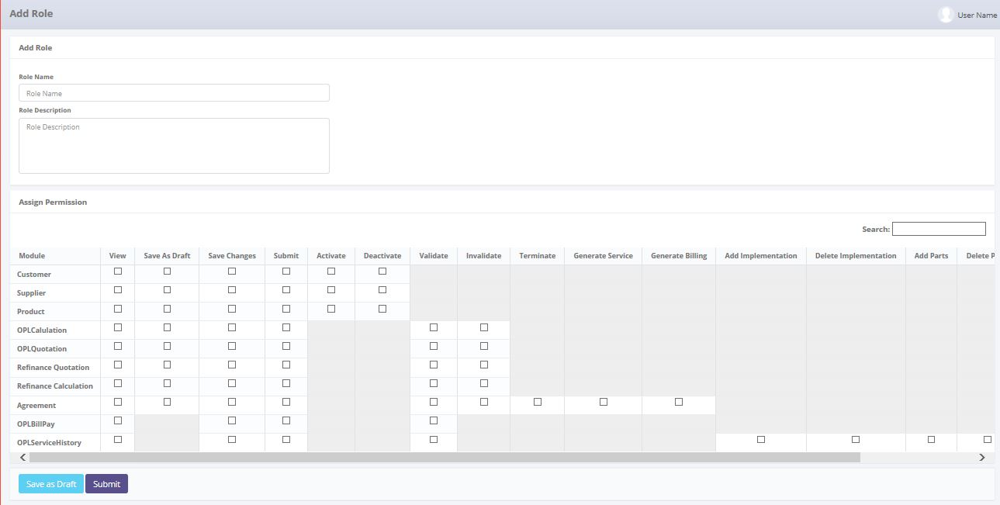 Add Role
User Name
Add Role
Role Name
Role Name
Role Description
Role Description
Assign Permission
Search:
Module View Save As Draft Save Changes Submit Activate Deactivate Validate Invalidate Terminate Generate Service Generate Billing Add Implementation Delete Implementation Add Parts Delete P
Customer
Supplier
Product
OPLCalulation
OPLQuotation
Refinance Quotation
Refinance Calculation
Agreement
OPLBillPay
OPLServiceHistory
Save as Draft Submit